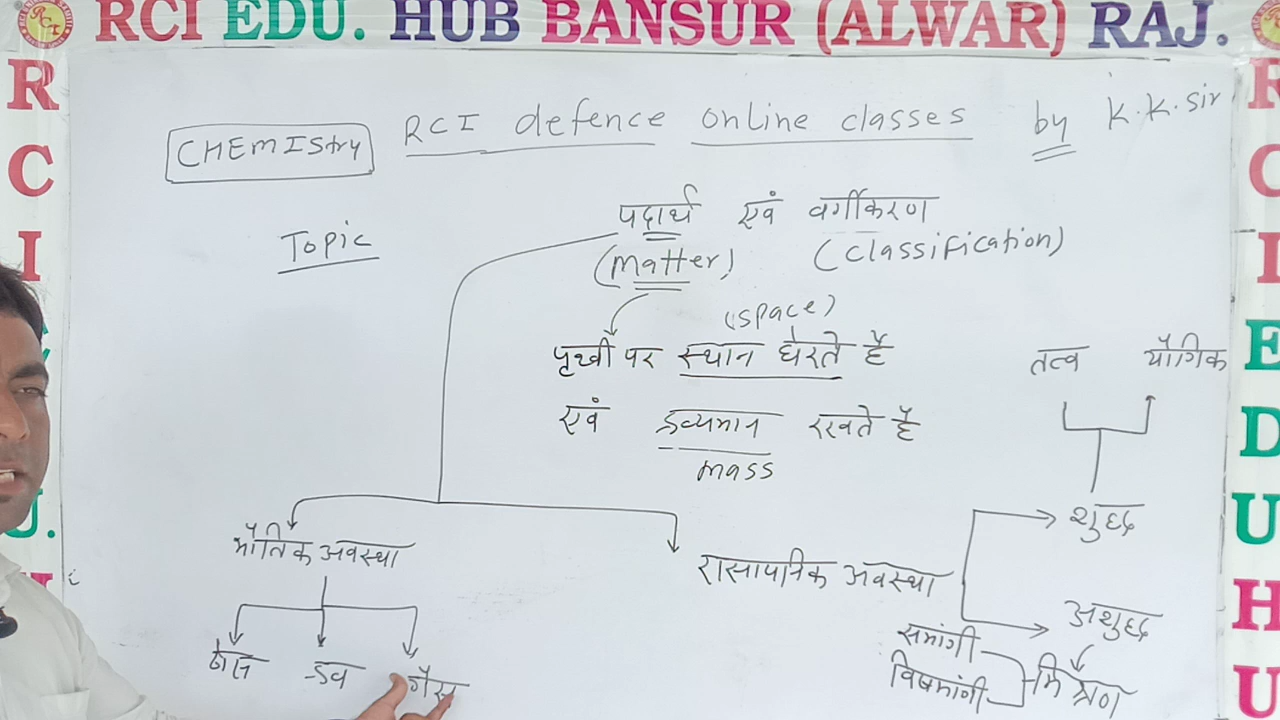 RCI EDU. HUB BANSUR (ALWAR) RAJ.
R C I E D U. H
R C I E D U H U
CHEMIStry RCI defence online classes by K.K.Sir
Topic पदार्थ एवं वर्गीकरण
(Matter) (Classification)
(space)
पृथ्वी पर स्थान घेरते है
तत्व यौगिक
एवं द्रव्यमान रखते है
mass
शुद्ध
भौतिक अवस्था
रासायनिक अवस्था
अशुद्ध
ठोस द्रव गैस
समांगी
विषमांगी मिश्रण